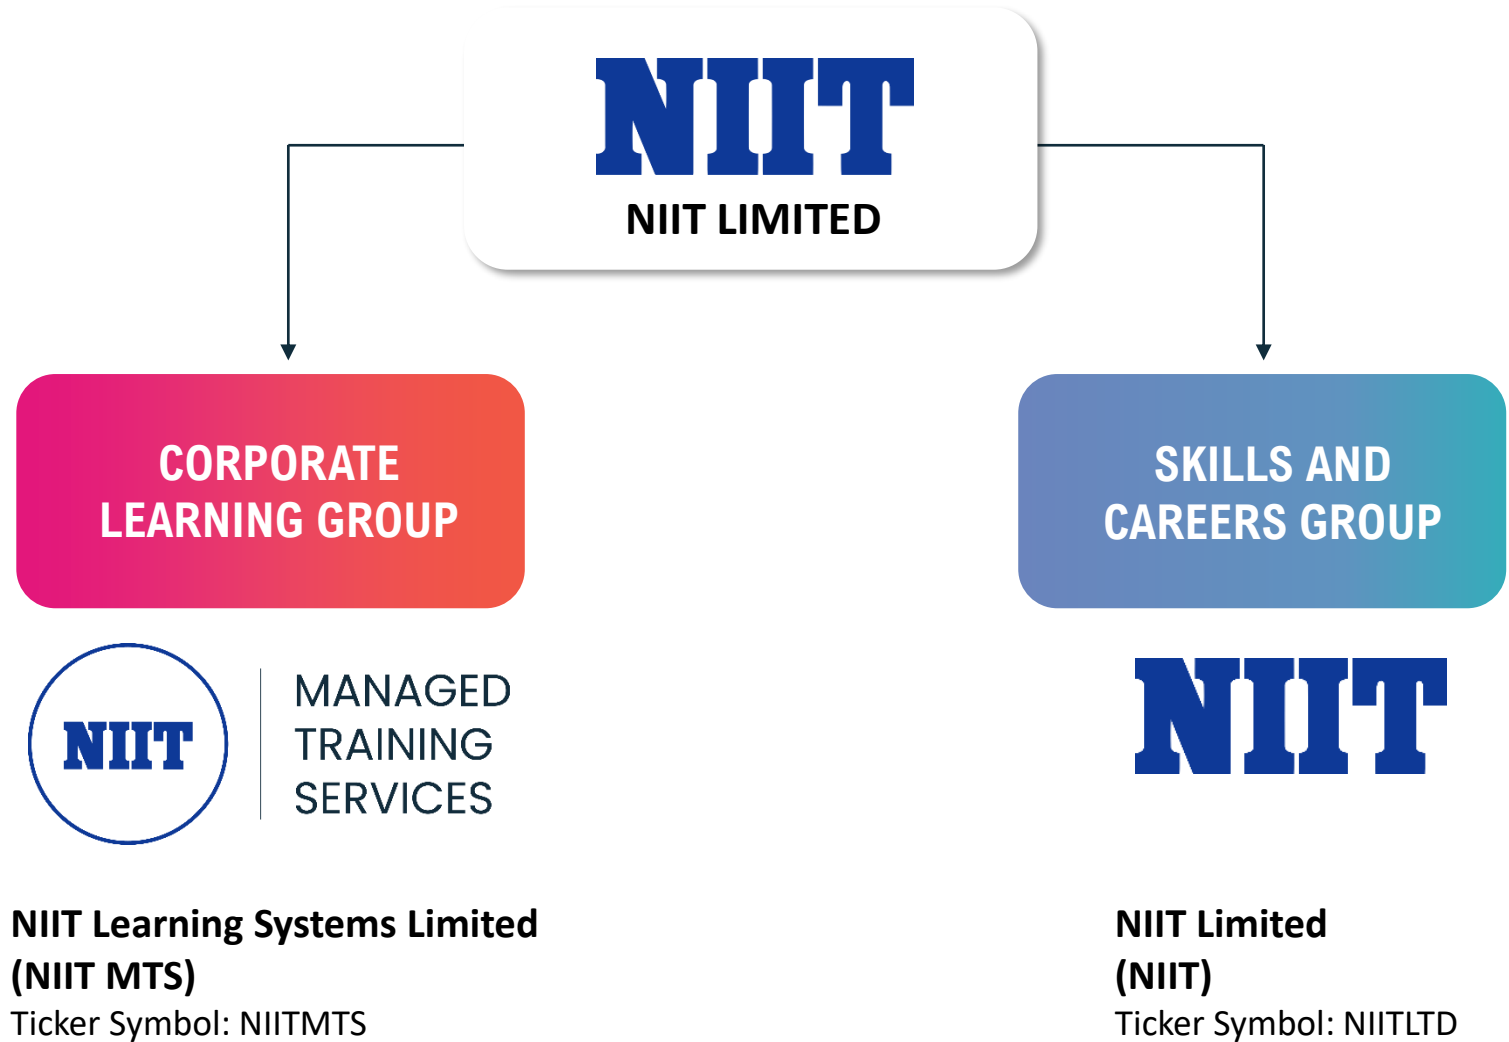 NIIT
NIIT LIMITED
CORPORATE
LEARNING GROUP
SKILLS AND
CAREERS GROUP
NIIT
MANAGED
TRAINING
SERVICES
NIIT
NIIT Learning Systems Limited
(NIIT MTS)
Ticker Symbol: NIITMTS
NIIT Limited
(NIIT)
Ticker Symbol: NIITLTD